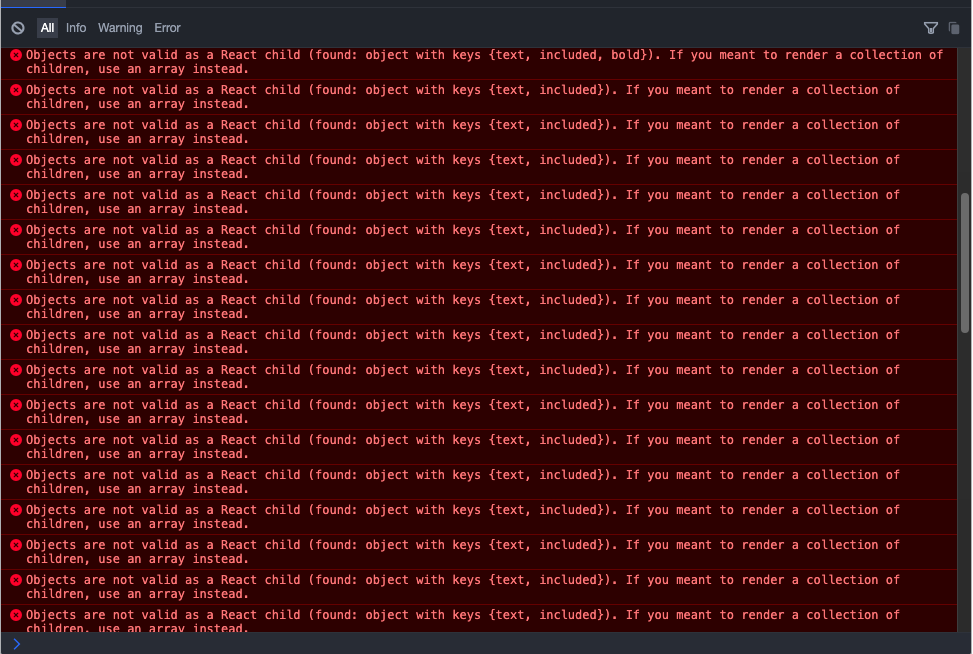 All Info Warning Error
Objects are not valid as a React child (found: object with keys {text, included, bold}). If you meant to render a collection of
children, use an array instead.
Objects are not valid as a React child (found: object with keys {text, included}). If you meant to render a collection of
children, use an array instead.
Objects are not valid as a React child (found: object with keys {text, included}). If you meant to render a collection of
children, use an array instead.
Objects are not valid as a React child (found: object with keys {text, included}). If you meant to render a collection of
children, use an array instead.
Objects are not valid as a React child (found: object with keys {text, included}). If you meant to render a collection of
children, use an array instead.
Objects are not valid as a React child (found: object with keys {text, included}). If you meant to render a collection of
children, use an array instead.
Objects are not valid as a React child (found: object with keys {text, included}). If you meant to render a collection of
children, use an array instead.
Objects are not valid as a React child (found: object with keys {text, included}). If you meant to render a collection of
children, use an array instead.
Objects are not valid as a React child (found: object with keys {text, included}). If you meant to render a collection of
children, use an array instead.
Objects are not valid as a React child (found: object with keys {text, included}). If you meant to render a collection of
children, use an array instead.
Objects are not valid as a React child (found: object with keys {text, included}). If you meant to render a collection of
children, use an array instead.
Objects are not valid as a React child (found: object with keys {text, included}). If you meant to render a collection of
children, use an array instead.
Objects are not valid as a React child (found: object with keys {text, included}). If you meant to render a collection of
children, use an array instead.
Objects are not valid as a React child (found: object with keys {text, included}). If you meant to render a collection of
children, use an array instead.
Objects are not valid as a React child (found: object with keys {text, included}). If you meant to render a collection of
children, use an array instead.
Objects are not valid as a React child (found: object with keys {text, included}). If you meant to render a collection of
children, use an array instead.
Objects are not valid as a React child (found: object with keys {text, included}). If you meant to render a collection of
children, use an array instead.